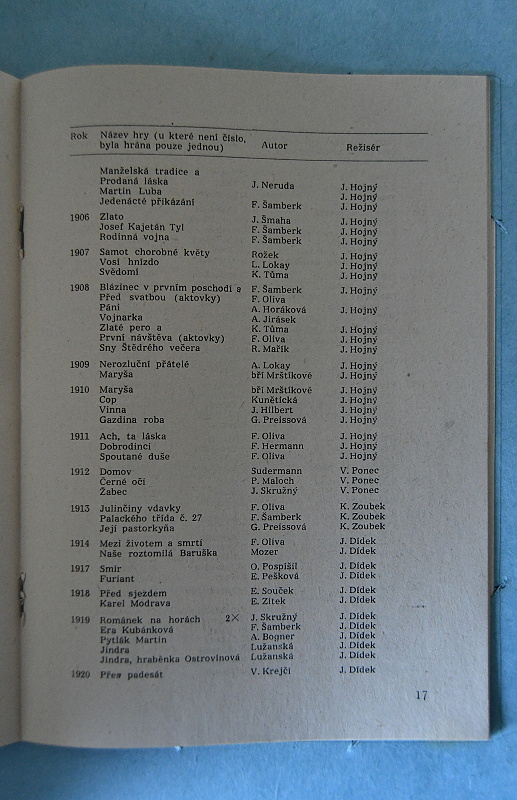 Rok Název hry (u které není číslo, byla hrána pouze jednou) Autor Režisér
Manželská tradice a
Prodaná láska J. Neruda J. Hojný
Martin Luba J. Hojný
Jedenácté přikázání F. Šamberk J. Hojný
1906 Zlato J. Šmaha J. Hojný
Josef Kajetán Tyl F. Šamberk J. Hojný
Rodinná vojna F. Šamberk J. Hojný
1907 Samot chorobné květy Rožek J. Hojný
Vosí hnízdo L. Lokay J. Hojný
Svědomí K. Tůma J. Hojný
1908 Blázinec v prvním poschodí a F. Šamberk J. Hojný
Před svatbou (aktovky) F. Oliva
Páni A. Horáková J. Hojný
Vojnarka A. Jirásek
Zlaté pero a K. Tůma J. Hojný
První návštěva (aktovky) F. Oliva J. Hojný
Sny Štědrého večera R. Mařík J. Hojný
1909 Nerozluční přátelé A. Lokay J. Hojný
Maryša bří Mrštíkové J. Hojný
1910 Maryša bří Mrštíkové J. Hojný
Cop Kunětická J. Hojný
Vinna J. Hilbert J. Hojný
Gazdina roba G. Preissová J. Hojný
1911 Ach, ta láska F. Oliva J. Hojný
Dobrodinci F. Hermann J. Hojný
Spoutané duše F. Oliva J. Hojný
1912 Domov Sudermann V. Ponec
Černé oči P. Maloch V. Ponec
Žabec J. Skružný V. Ponec
1913 Julinčiny vdavky F. Oliva K. Zoubek
Palackého třída č. 27 F. Šamberk K. Zoubek
Její pastorkyňa G. Preissová K. Zoubek
1914 Mezi životem a smrtí F. Oliva J. Dídek
Naše roztomilá Baruška Mozer J. Dídek
1917 Smír O. Pospíšil J. Dídek
Furiant E. Pešková J. Dídek
1918 Před sjezdem E. Souček J. Dídek
Karel Modrava E. Zítek J. Dídek
1919 Románek na horách 2× J. Skružný J. Dídek
Era Kubánková F. Šamberk J. Dídek
Pytlák Martin A. Bogner J. Dídek
Jindra Lužanská J. Dídek
Jindra, hraběnka Ostrovínová Lužanská J. Dídek
1920 Přes padesát V. Krejčí J. Dídek
17